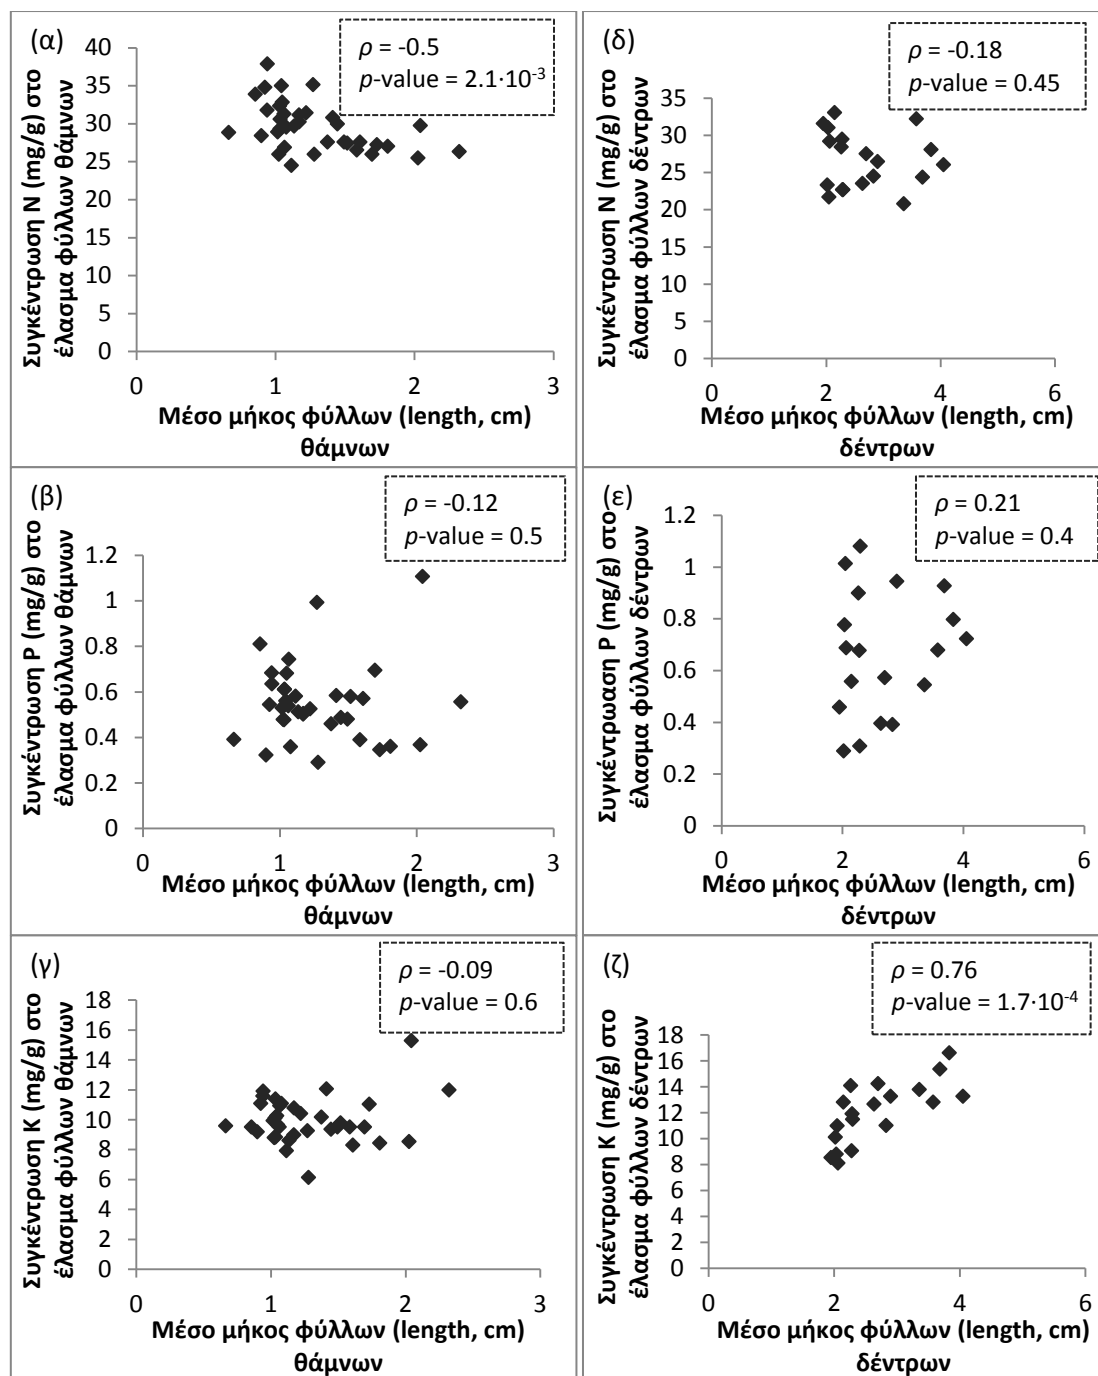 (α)
ρ = -0.5
p-value = 2.1·10-3
Συγκέντρωση N (mg/g) στο
έλασμα φύλλων θάμνων
40
35
30
25
20
15
10
5
0
0 1 2 3
Μέσο μήκος φύλλων (length, cm)
θάμνων
(δ)
ρ = -0.18
p-value = 0.45
Συγκέντρωση N (mg/g) στο
έλασμα φύλλων δέντρων
35
30
25
20
15
10
5
0
0 2 4 6
Μέσο μήκος φύλλων (length, cm)
δέντρων
(β)
ρ = -0.12
p-value = 0.5
Συγκέντρωση P (mg/g) στο
έλασμα φύλλων θάμνων
1.2
1
0.8
0.6
0.4
0.2
0
0 1 2 3
Μέσο μήκος φύλλων (length, cm)
θάμνων
(ε)
ρ = 0.21
p-value = 0.4
Συγκέντρωαση P (mg/g) στο
έλασμα φύλλων δέντρων
1.2
1
0.8
0.6
0.4
0.2
0
0 2 4 6
Μέσο μήκος φύλλων (length, cm)
δέντρων
(γ)
ρ = -0.09
p-value = 0.6
Συγκέντρωση K (mg/g) στο
έλασμα φύλλων θάμνων
18
16
14
12
10
8
6
4
2
0
0 1 2 3
Μέσο μήκος φύλλων (length, cm)
θάμνων
(ζ)
ρ = 0.76
p-value = 1.7·10-4
Συγκέντρωση K (mg/g) στο
έλασμα φύλλων δέντρων
18
16
14
12
10
8
6
4
2
0
0 2 4 6
Μέσο μήκος φύλλων (length, cm)
δέντρων